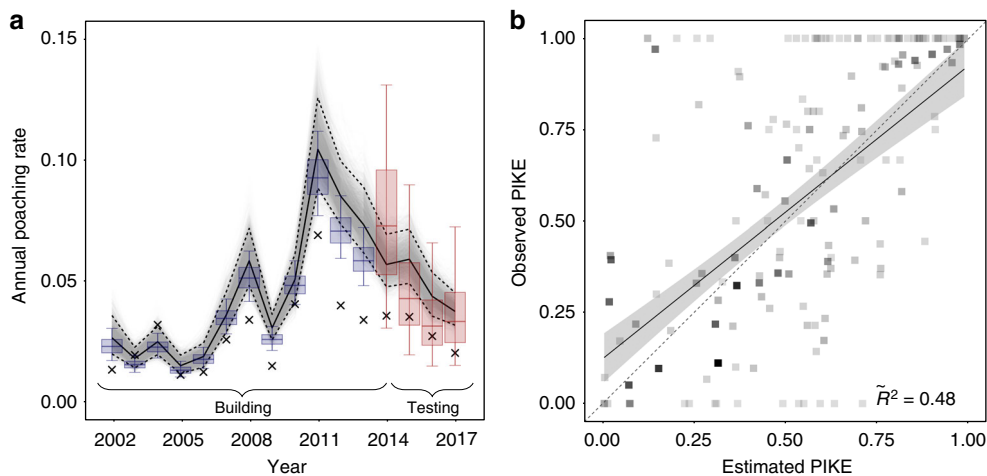 a
0.15
0.10
0.05
0.00
Annual poaching rate
Building
Testing
2002 2005 2008 2011 2014 2017
Year
b
1.00
0.75
0.50
0.25
0.00
Observed PIKE
R̃² = 0.48
0.00 0.25 0.50 0.75 1.00
Estimated PIKE